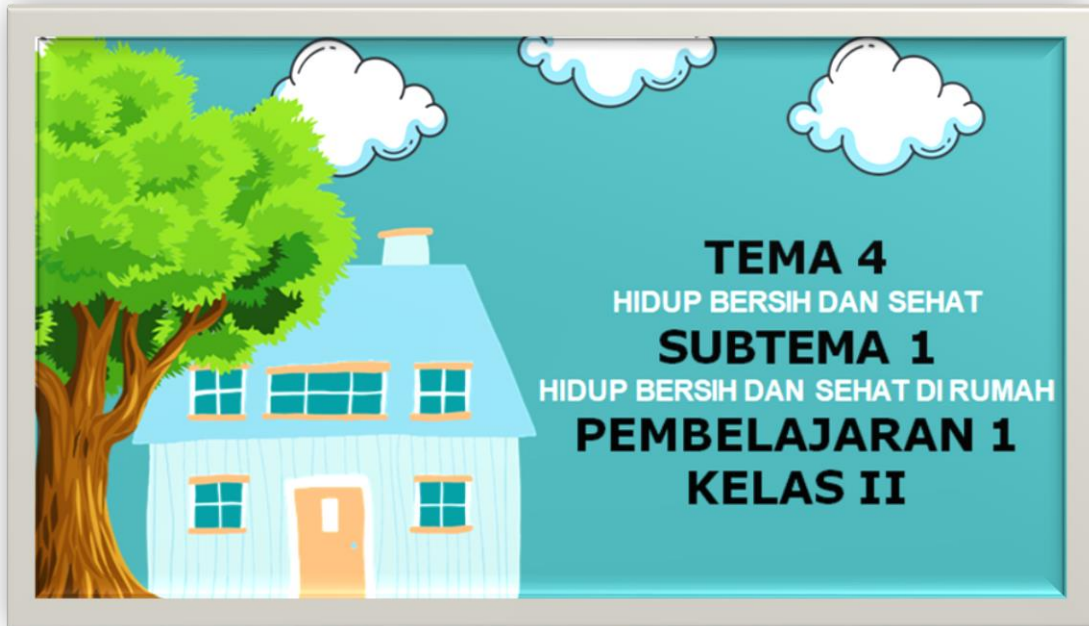 TEMA 4
HIDUP BERSIH DAN SEHAT
SUBTEMA 1
HIDUP BERSIH DAN SEHAT DI RUMAH
PEMBELAJARAN 1
KELAS II